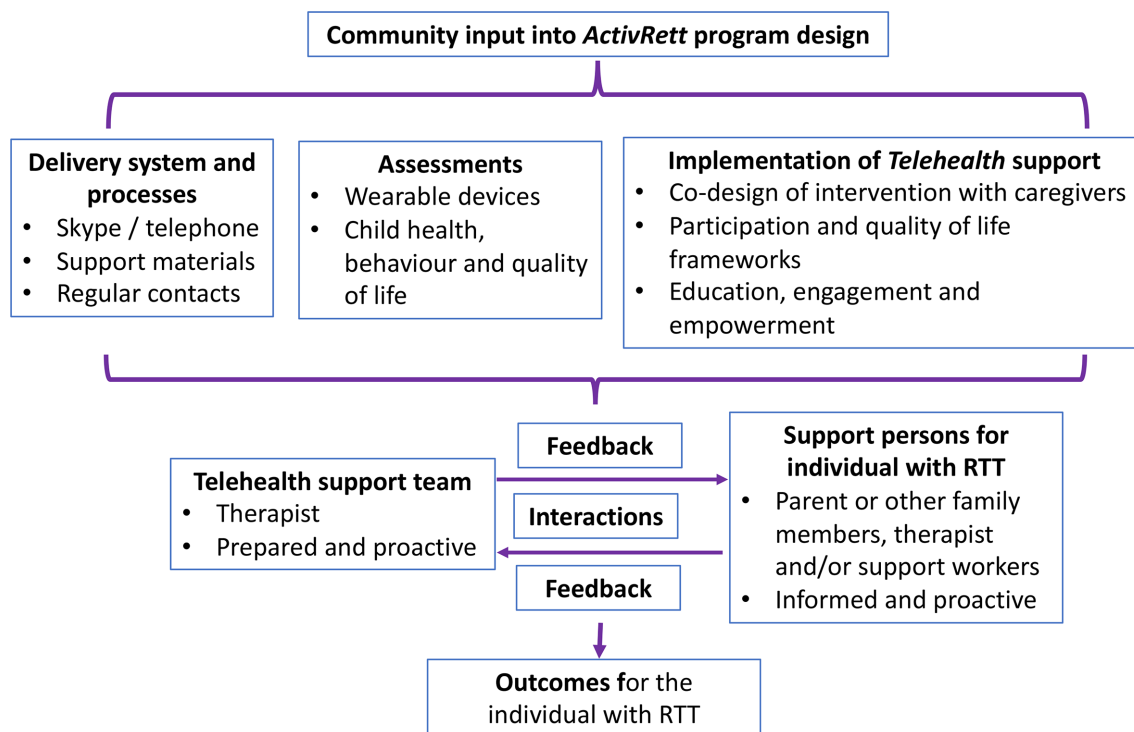 Community input into ActivRett program design
Delivery system and
processes
• Skype / telephone
• Support materials
• Regular contacts
Assessments
• Wearable devices
• Child health,
behaviour and quality
of life
Implementation of Telehealth support
• Co-design of intervention with caregivers
• Participation and quality of life
frameworks
• Education, engagement and
empowerment
Feedback
Telehealth support team
• Therapist
• Prepared and proactive
Interactions
Feedback
Support persons for
individual with RTT
• Parent or other family
members, therapist
and/or support workers
• Informed and proactive
Outcomes for the
individual with RTT